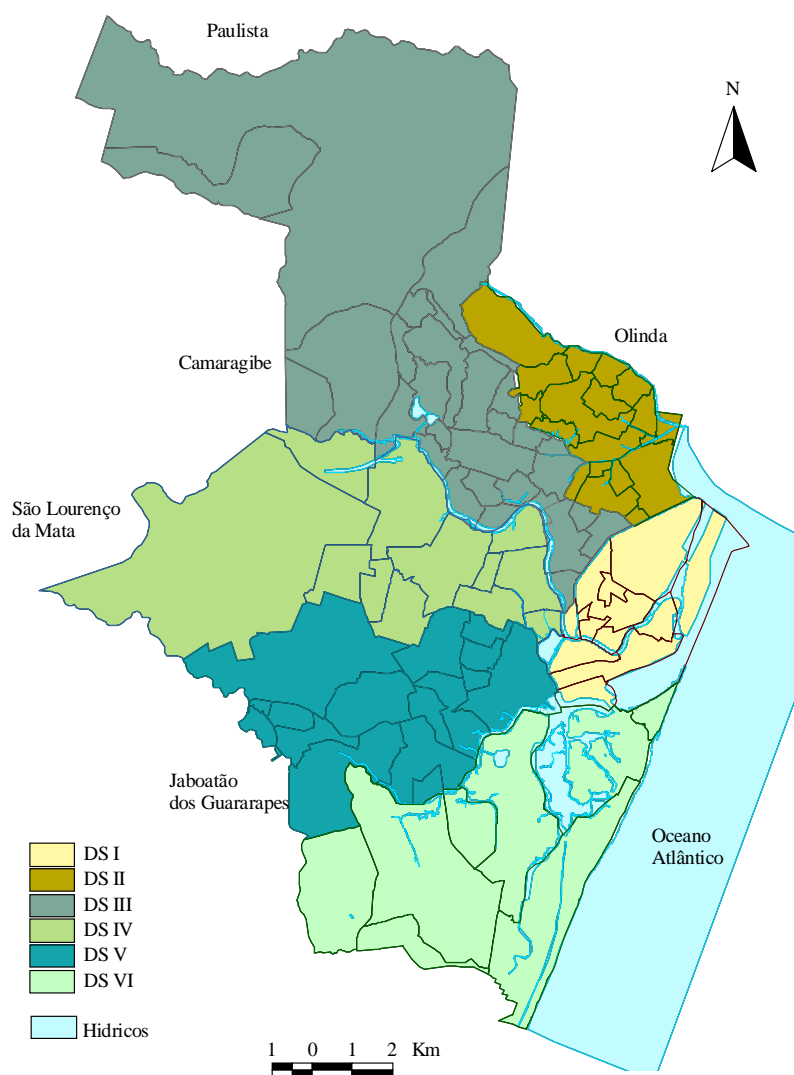 Paulista
N
Olinda
Camaragibe
São Lourenço
da Mata
Jaboatão
dos Guararapes
Oceano
Atlântico
DS I
DS II
DS III
DS IV
DS V
DS VI
Hidricos
1 0 1 2 Km